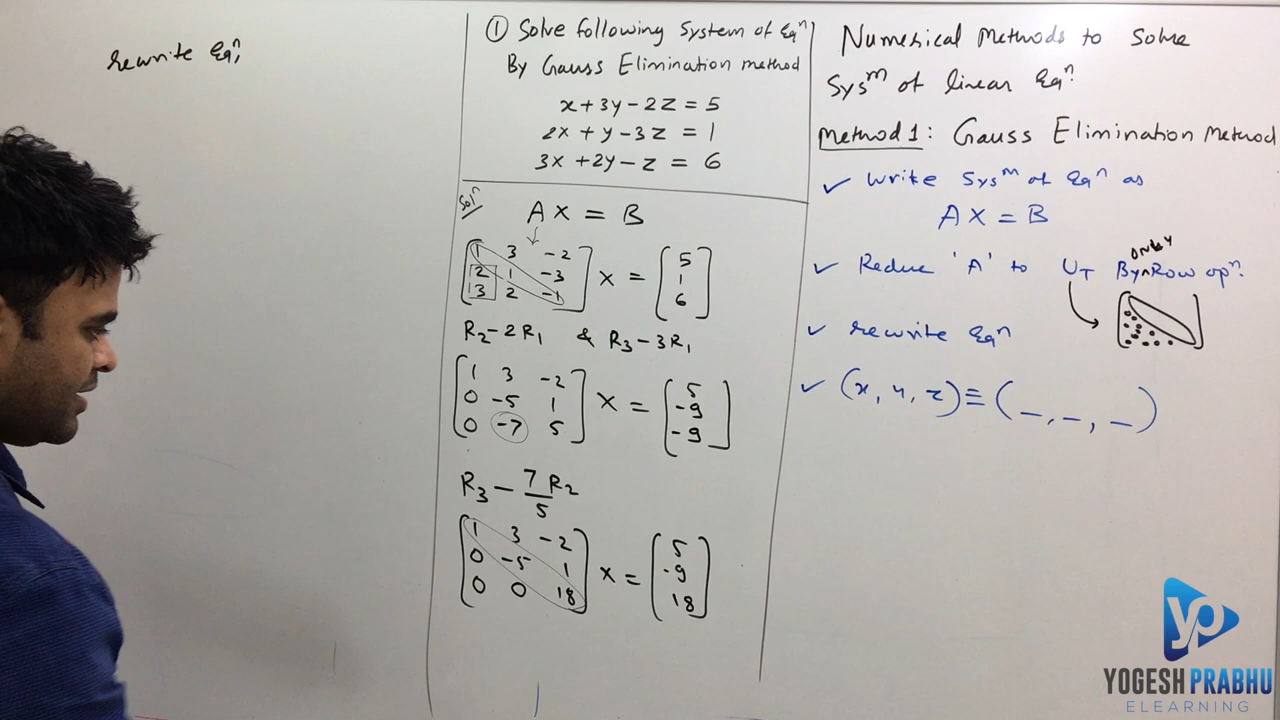 rewrite Eqⁿ,
① Solve following System of Eqⁿ
By Gauss Elimination method
x + 3y - 2z = 5
2x + y - 3z = 1
3x + 2y - z = 6
Solⁿ
A X = B
1 3 -2
2 1 -3 X = 5 1 6
3 2 -1
R₂ - 2R₁ & R₃ - 3R₁
1 3 -2 5
0 -5 1 X = -9
0 -7 5 -9
R₃ - 7/5 R₂
1 3 -2 5
0 -5 1 X = -9
0 0 18 18
Numerical Methods to Solve
Sysᵐ of linear Eqⁿ.
Method 1: Gauss Elimination Method
✓ Write Sysᵐ of Eqⁿ as
A X = B
✓ Reduce 'A' to U_T By only Row opⁿ.
✓ rewrite Eqⁿ
✓ (x, y, z) ≡ (_, _, _)
yp
YOGESH PRABHU
ELEARNING